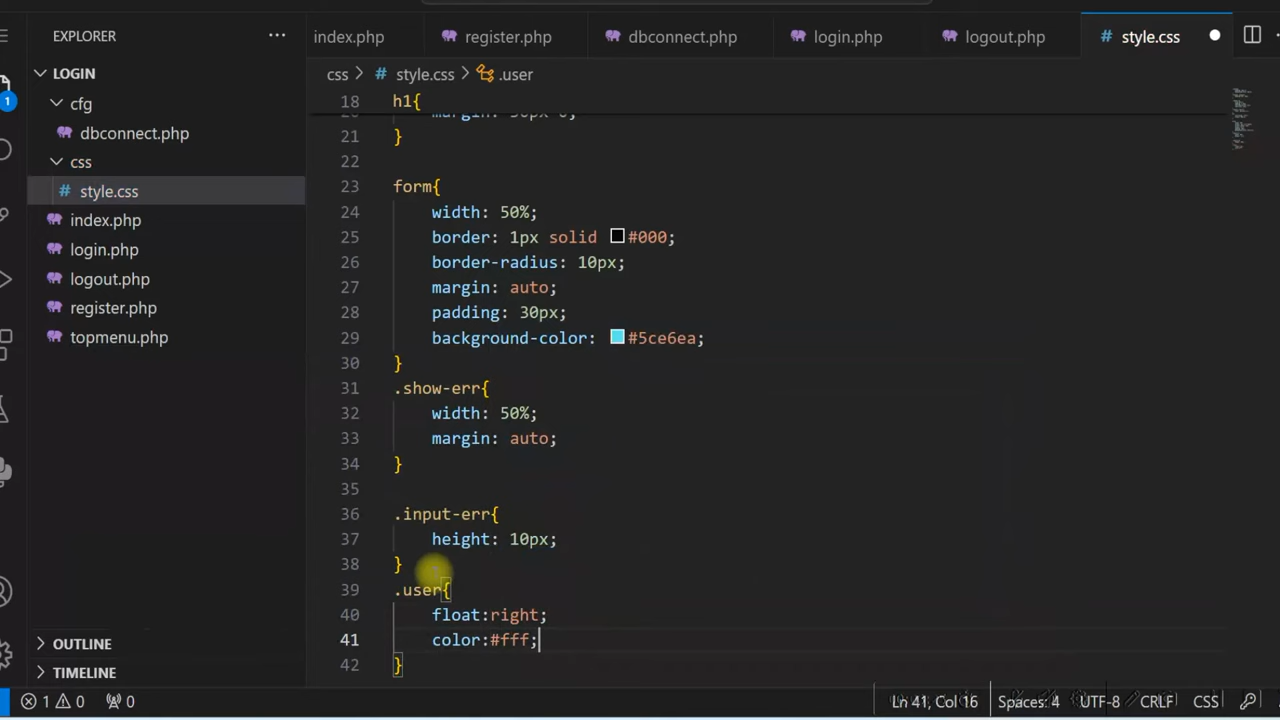 EXPLORER
LOGIN
cfg
dbconnect.php
css
# style.css
index.php
login.php
logout.php
register.php
topmenu.php
OUTLINE
TIMELINE
1
index.php register.php dbconnect.php login.php logout.php # style.css
css > # style.css > .user
18 h1{
21 }
22
23 form{
24 width: 50%;
25 border: 1px solid #000;
26 border-radius: 10px;
27 margin: auto;
28 padding: 30px;
29 background-color: #5ce6ea;
30 }
31 .show-err{
32 width: 50%;
33 margin: auto;
34 }
35
36 .input-err{
37 height: 10px;
38 }
39 .user{
40 float:right;
41 color:#fff;
42 }
1 0 0 Ln 41, Col 16 Spaces: 4 UTF-8 CRLF CSS